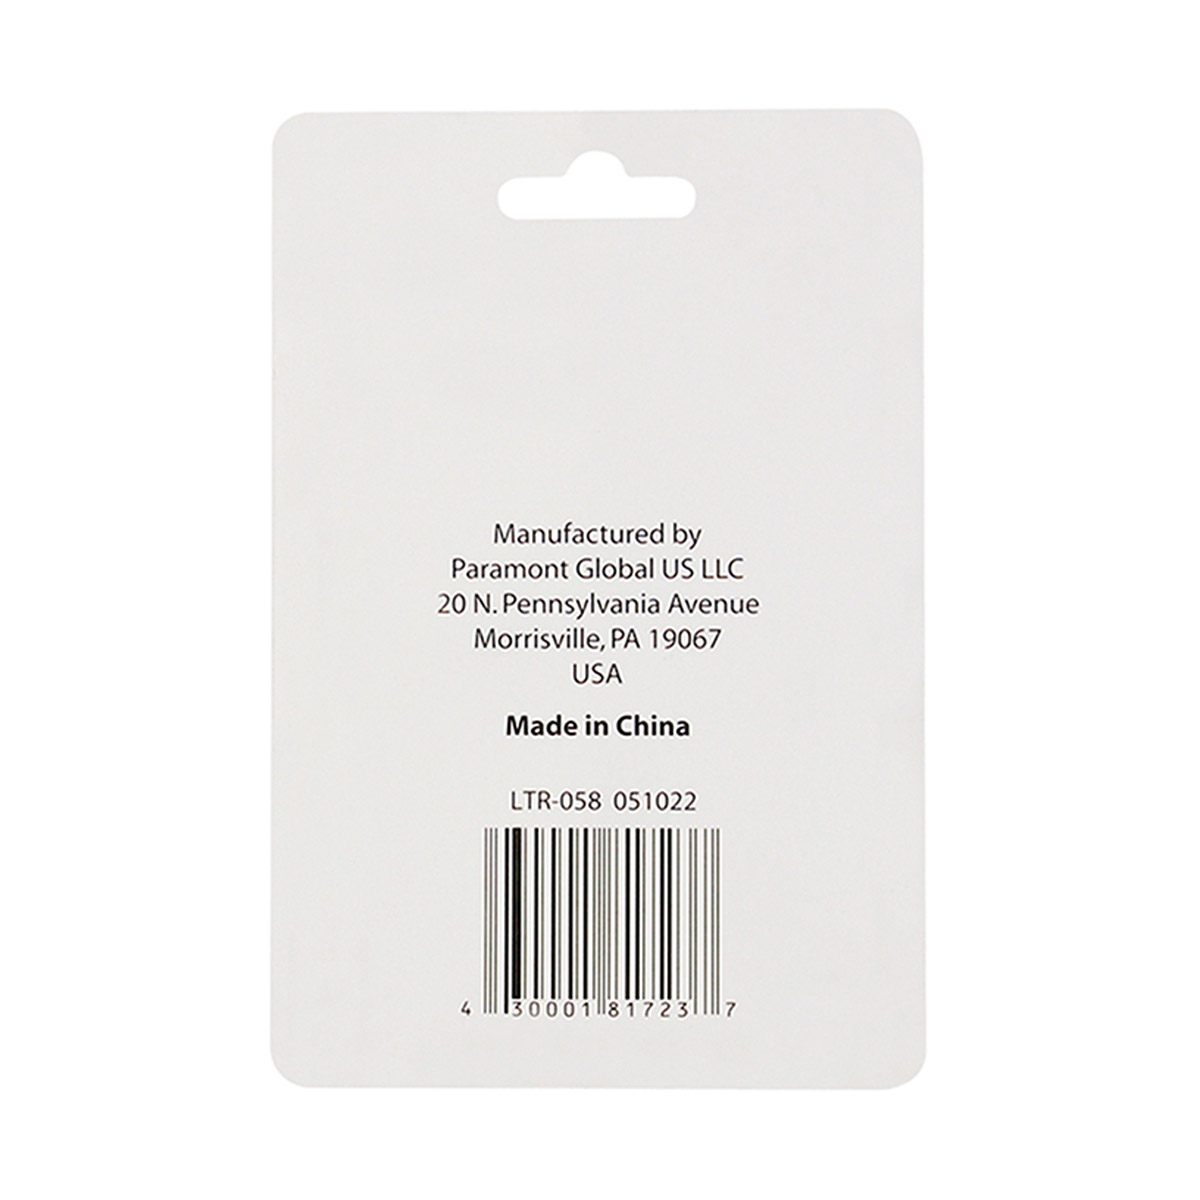 Manufactured by
Paramont Global US LLC
20 N. Pennsylvania Avenue
Morrisville, PA 19067
USA
Made in China
LTR-058 051022
4 30001 81723 7